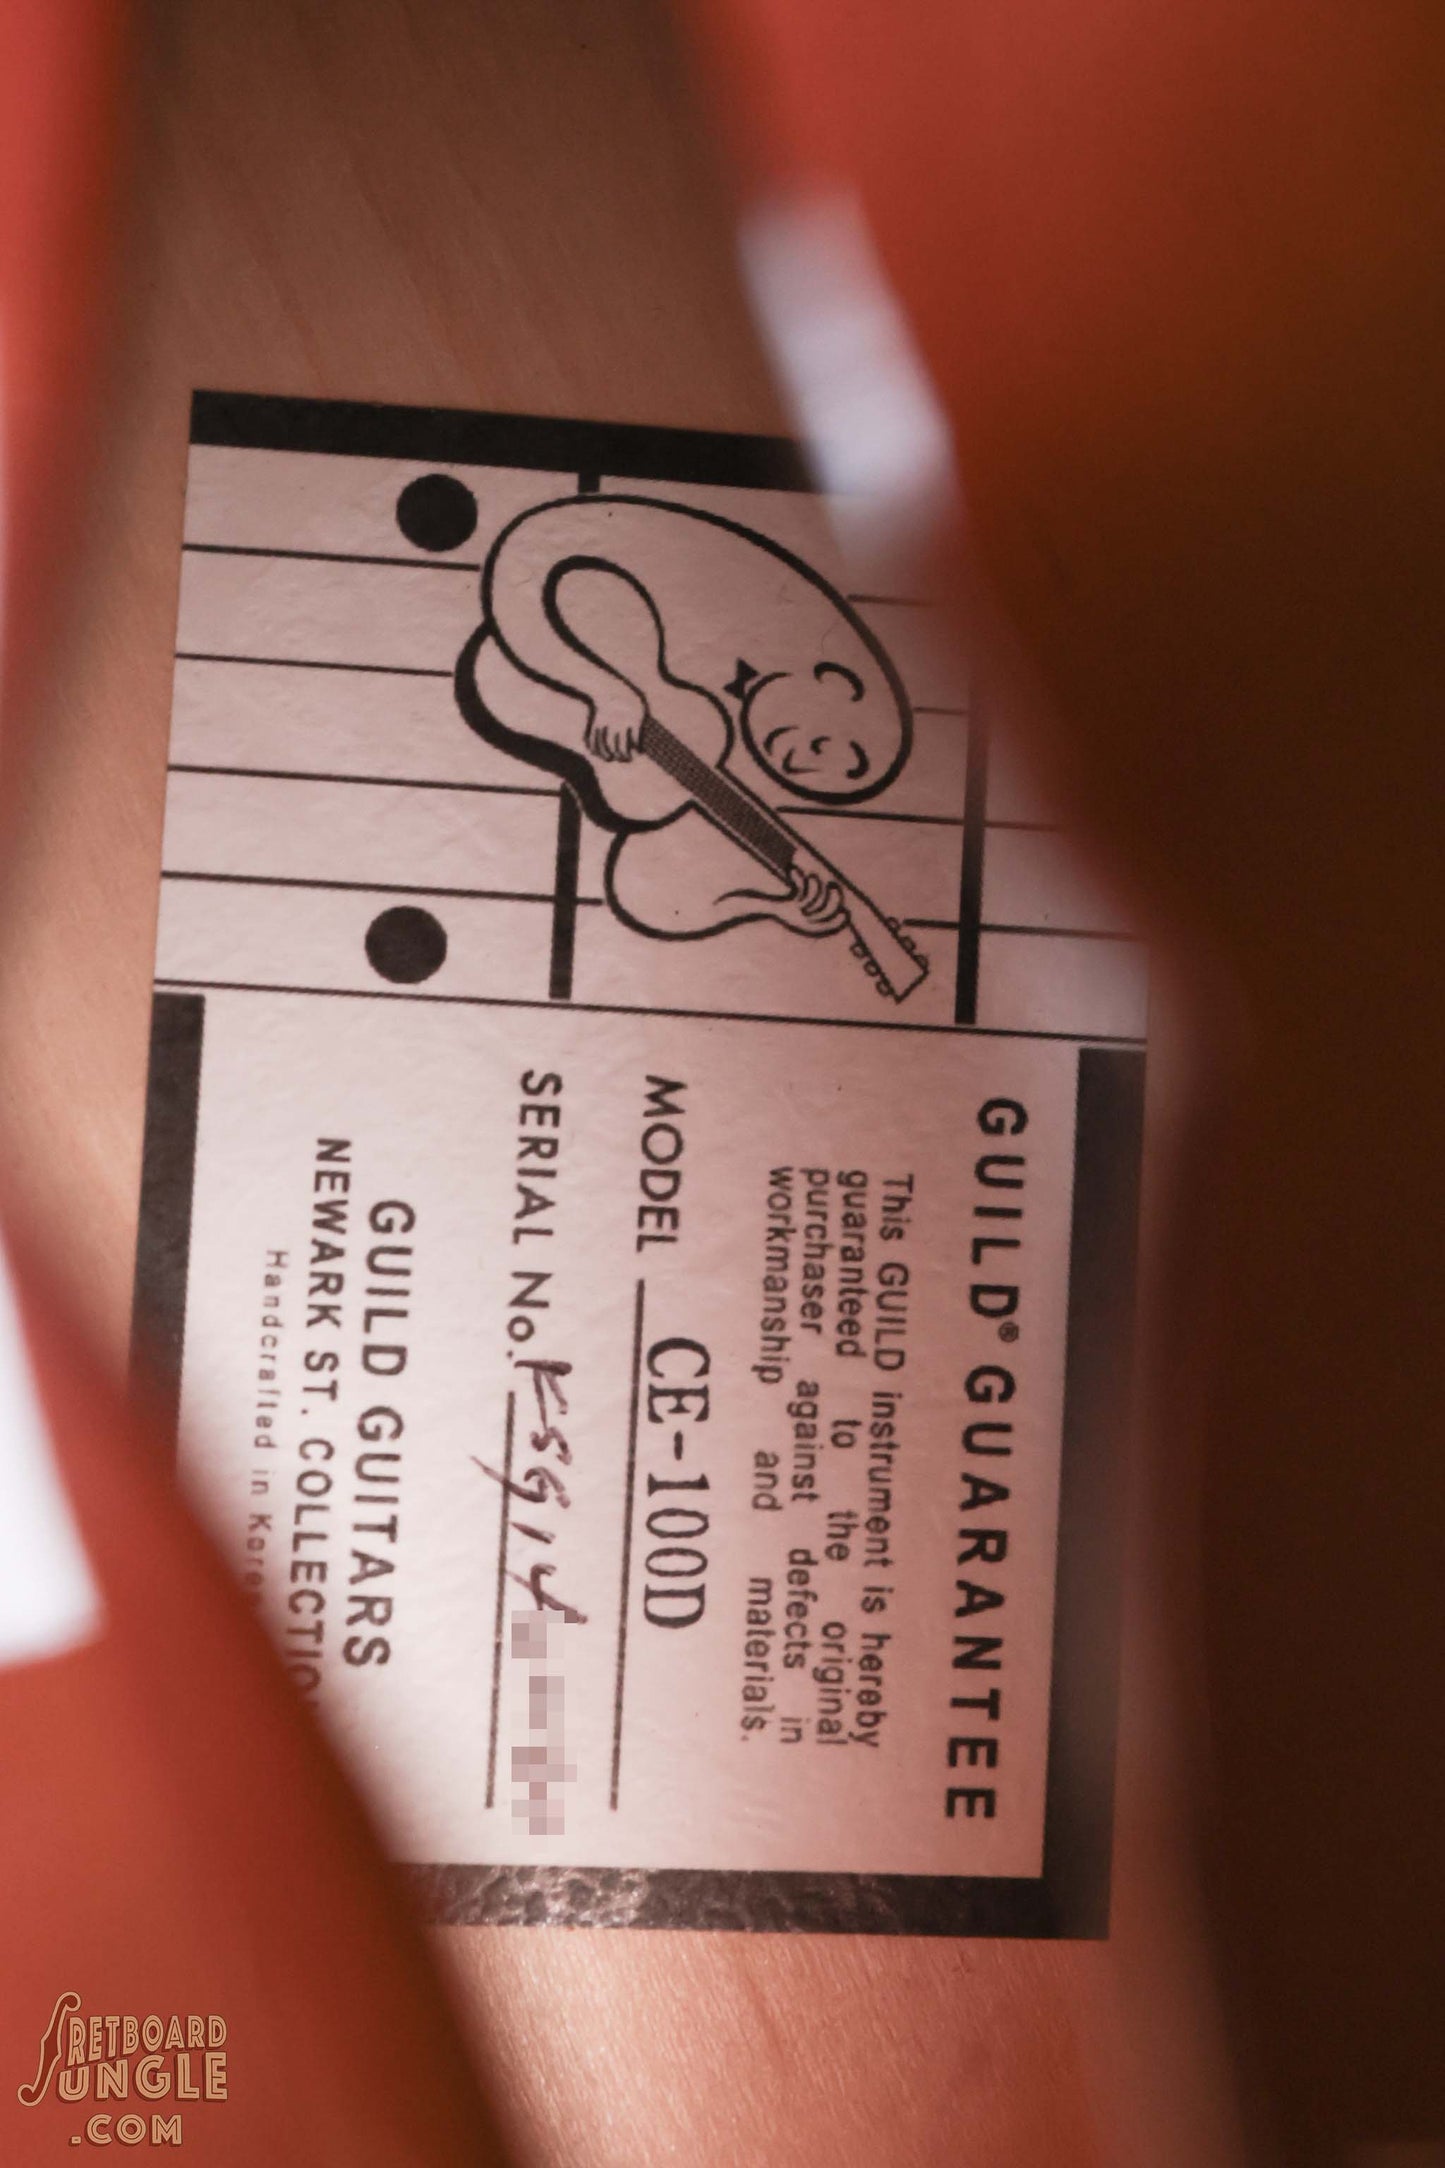 GUILD® GUARANTEE
This GUILD instrument is hereby
guaranteed to the original
purchaser against defects in
workmanship and materials.
MODEL CE-100D
SERIAL No. KSG14
GUILD GUITARS
NEWARK ST. COLLECTIO
Handcrafted in Kore
FRETBOARD
JUNGLE
.COM